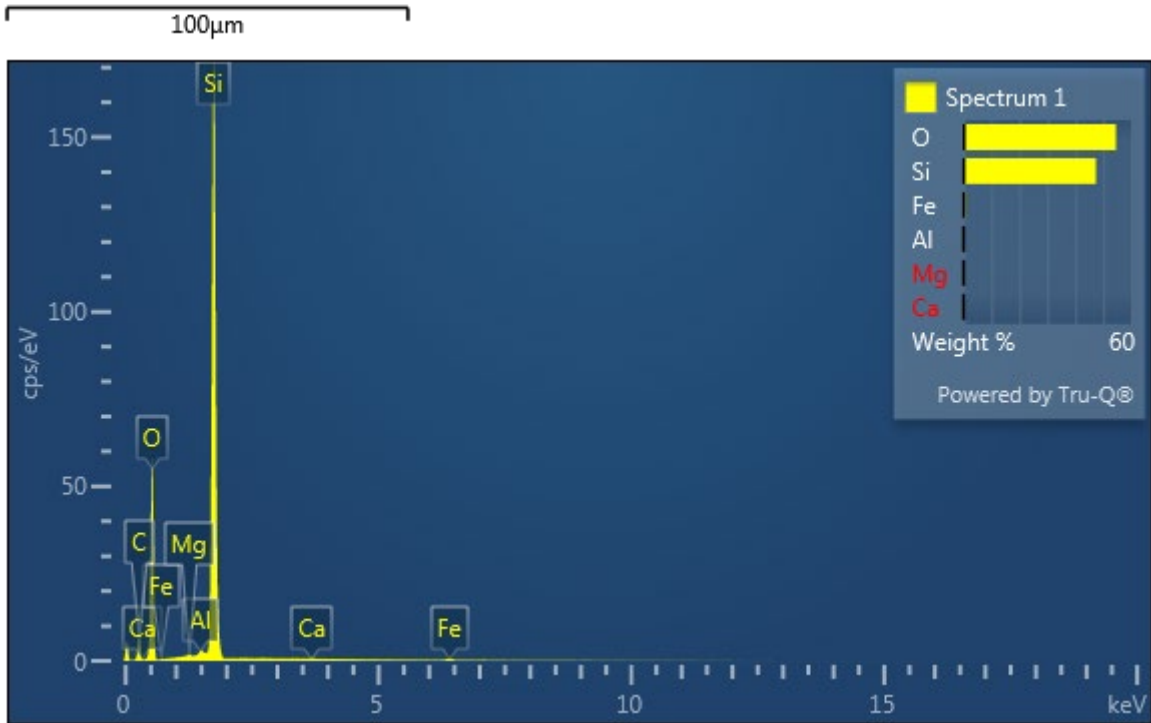 100µm
Spectrum 1
O
Si
Fe
Al
Mg
Ca
Weight % 60
Powered by Tru-Q®
cps/eV
150
100
50
0
Si
O
C
Mg
Fe
Ca
Al
Ca
Fe
0 5 10 15 keV